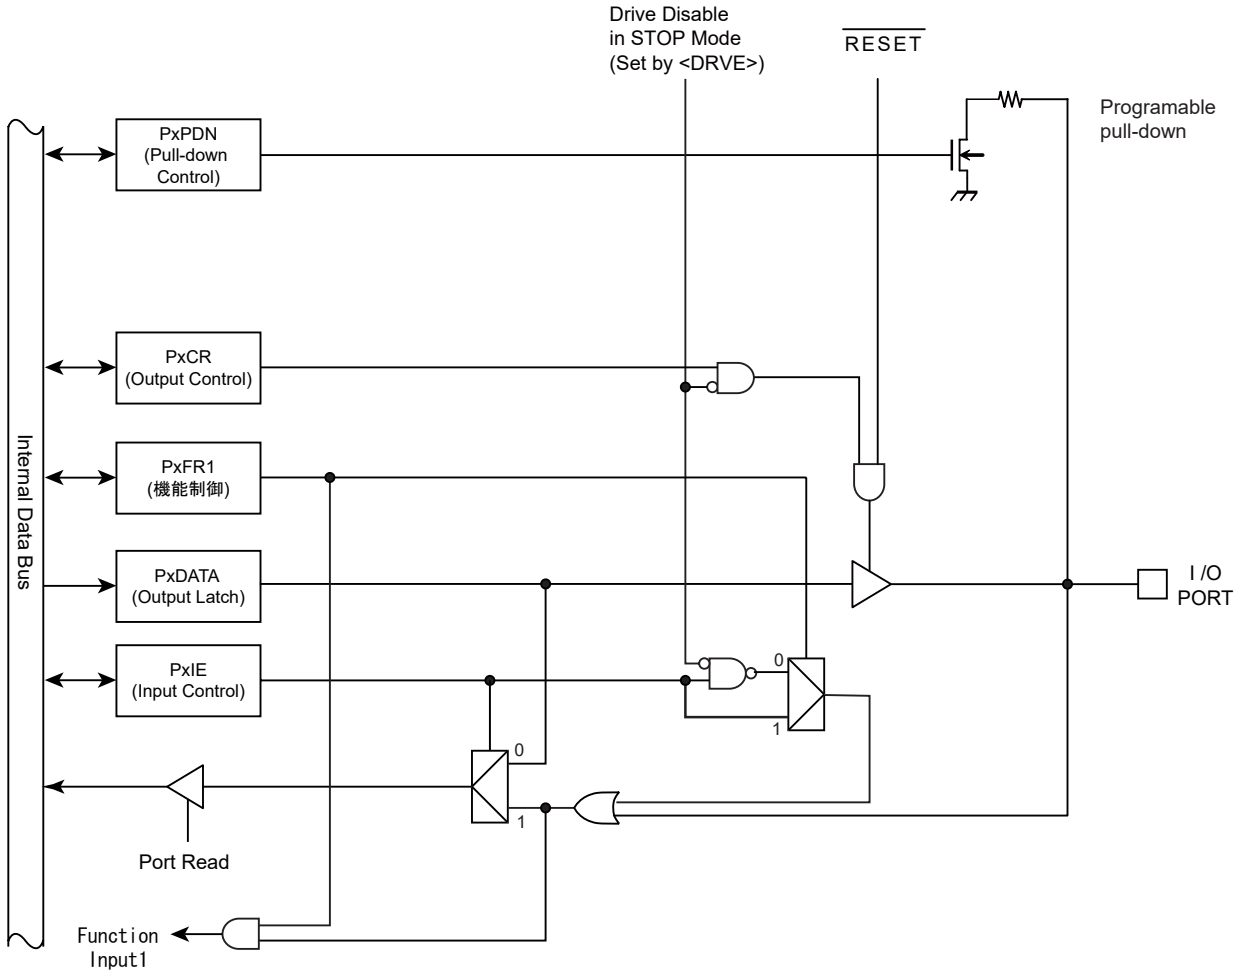 Drive Disable
in STOP Mode
(Set by <DRVE>)
RESET
Programable
pull-down
PxPDN
(Pull-down
Control)
PxCR
(Output Control)
PxFR1
(機能制御)
Internal Data Bus
PxDATA
(Output Latch)
I /O
PORT
PxIE
(Input Control)
0
1
0
1
Port Read
Function
Input1